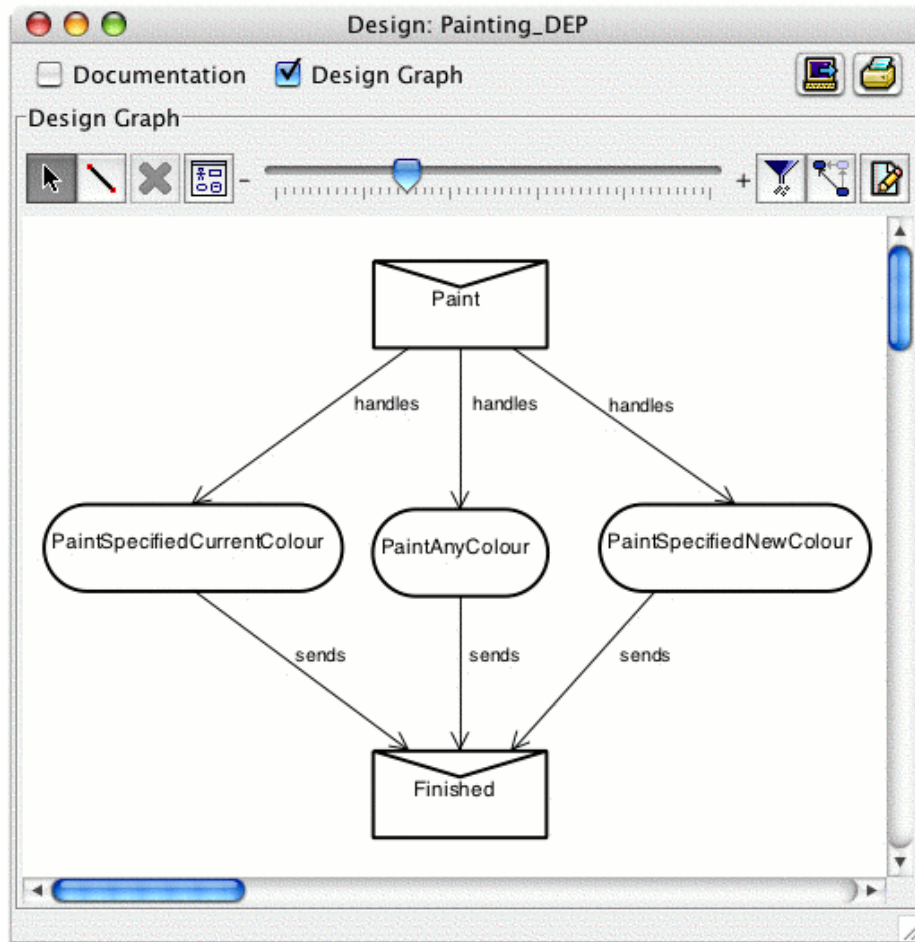 Design: Painting_DEP
Documentation Design Graph
Design Graph
- +
Paint
handles handles handles
PaintSpecifiedCurrentColour PaintAnyColour PaintSpecifiedNewColour
sends sends sends
Finished